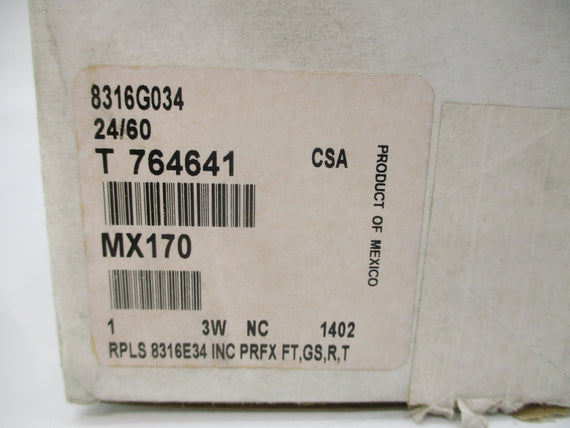 8316G034
24/60
T 764641 CSA
MX170
1 3W NC 1402
RPLS 8316E34 INC PRFX FT,GS,R,T
PRODUCT OF MEXICO